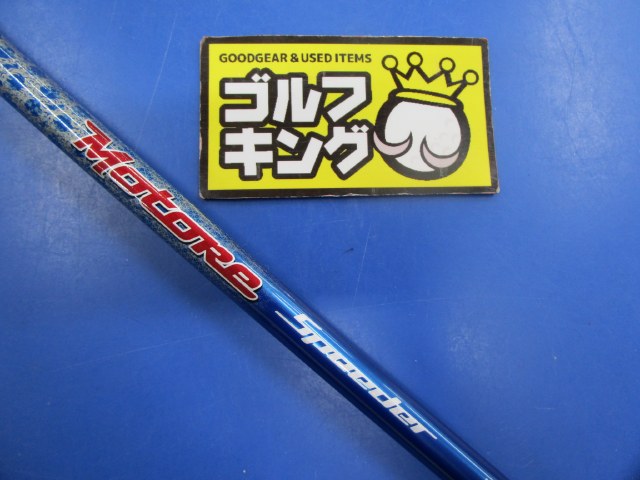 GOODGEAR & USED ITEMS
ゴルフ
キング
MotoRe
Speeder